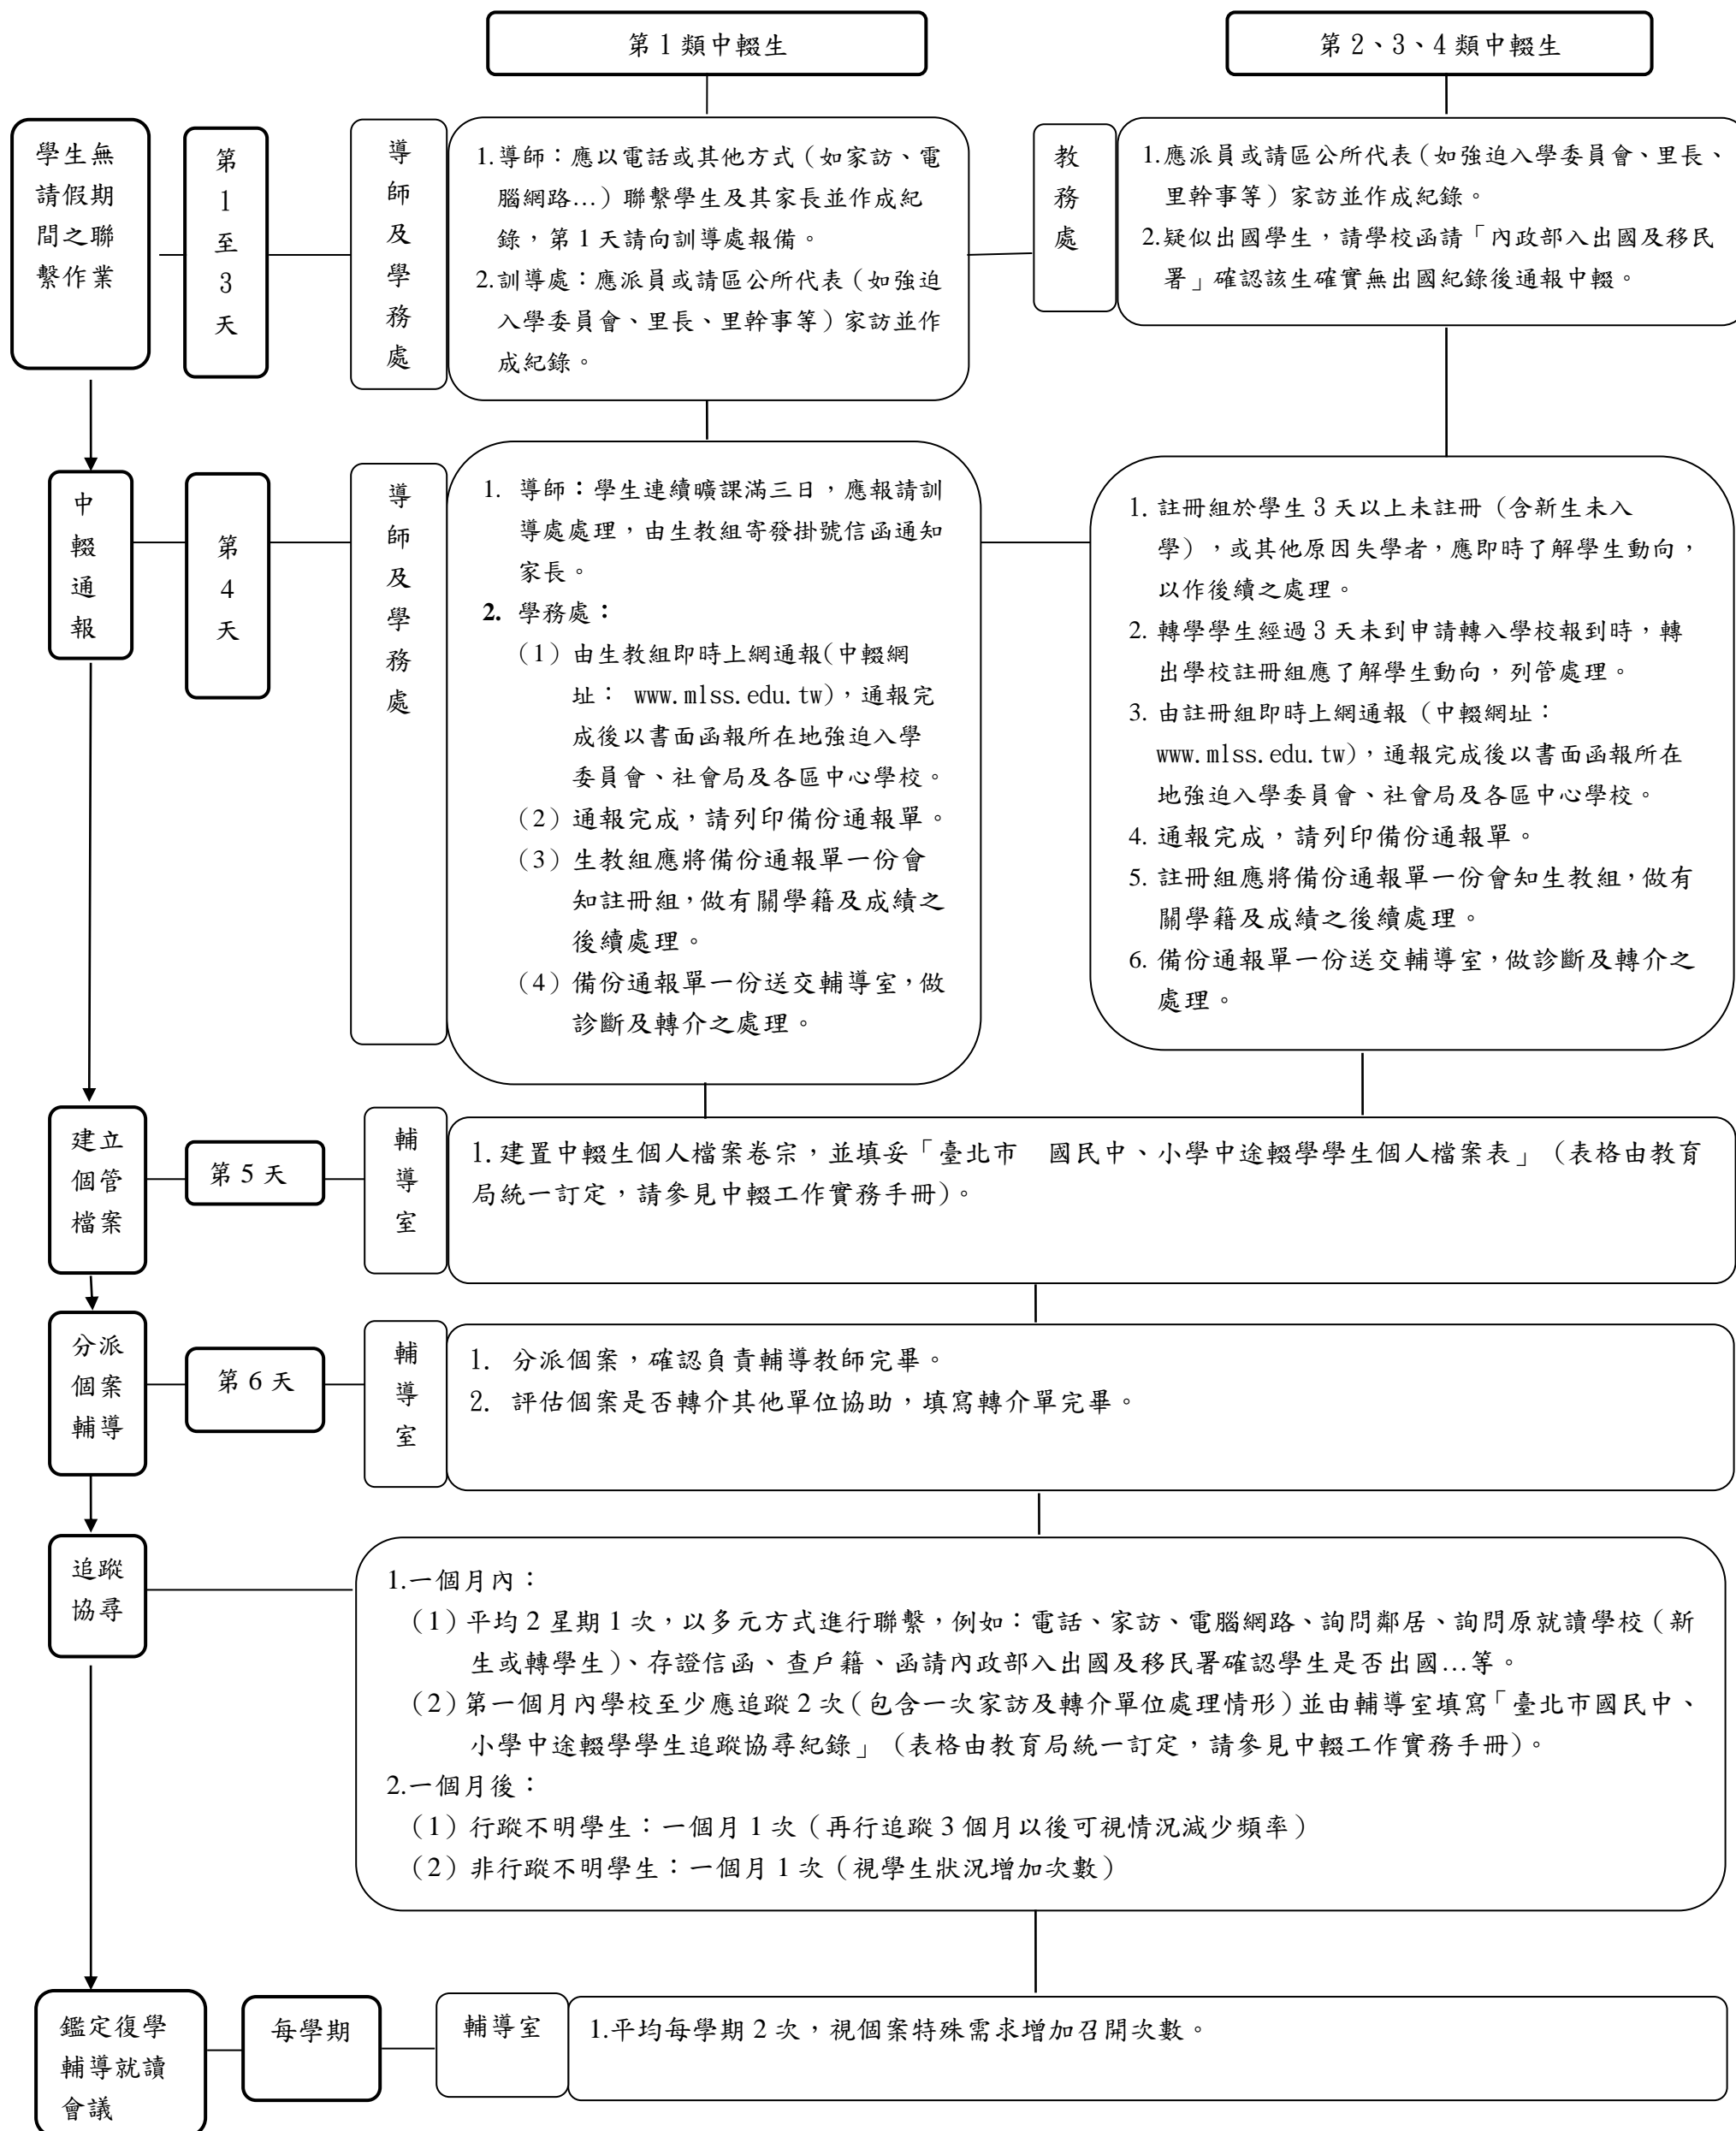 第 1 類中輟生
第 2、3、4 類中輟生
學生無
請假期
間之聯
繫作業
第
1
至
3
天
導
師
及
學
務
處
1.導師：應以電話或其他方式（如家訪、電
腦網路…）聯繫學生及其家長並作成紀
錄，第 1 天請向訓導處報備。
2.訓導處：應派員或請區公所代表（如強迫
入學委員會、里長、里幹事等）家訪並作
成紀錄。
教
務
處
1.應派員或請區公所代表（如強迫入學委員會、里長、
里幹事等）家訪並作成紀錄。
2.疑似出國學生，請學校函請「內政部入出國及移民
署」確認該生確實無出國紀錄後通報中輟。
中
輟
通
報
第
4
天
導
師
及
學
務
處
1. 導師：學生連續曠課滿三日，應報請訓
導處處理，由生教組寄發掛號信函通知
家長。
2. 學務處：
（1）由生教組即時上網通報(中輟網
址： www.mlss.edu.tw)，通報完
成後以書面函報所在地強迫入學
委員會、社會局及各區中心學校。
（2）通報完成，請列印備份通報單。
（3）生教組應將備份通報單一份會
知註冊組，做有關學籍及成績之
後續處理。
（4）備份通報單一份送交輔導室，做
診斷及轉介之處理。
1. 註冊組於學生 3 天以上未註冊（含新生未入
學），或其他原因失學者，應即時了解學生動向，
以作後續之處理。
2. 轉學學生經過 3 天未到申請轉入學校報到時，轉
出學校註冊組應了解學生動向，列管處理。
3. 由註冊組即時上網通報（中輟網址：
www.mlss.edu.tw)，通報完成後以書面函報所在
地強迫入學委員會、社會局及各區中心學校。
4. 通報完成，請列印備份通報單。
5. 註冊組應將備份通報單一份會知生教組，做有
關學籍及成績之後續處理。
6. 備份通報單一份送交輔導室，做診斷及轉介之
處理。
建立
個管
檔案
第 5 天
輔
導
室
1.建置中輟生個人檔案卷宗，並填妥「臺北市　國民中、小學中途輟學學生個人檔案表」（表格由教育
局統一訂定，請參見中輟工作實務手冊）。
分派
個案
輔導
第 6 天
輔
導
室
1. 分派個案，確認負責輔導教師完畢。
2. 評估個案是否轉介其他單位協助，填寫轉介單完畢。
追蹤
協尋
1.一個月內：
（1）平均 2 星期 1 次，以多元方式進行聯繫，例如：電話、家訪、電腦網路、詢問鄰居、詢問原就讀學校（新
生或轉學生）、存證信函、查戶籍、函請內政部入出國及移民署確認學生是否出國…等。
（2）第一個月內學校至少應追蹤 2 次（包含一次家訪及轉介單位處理情形）並由輔導室填寫「臺北市國民中、
小學中途輟學學生追蹤協尋紀錄」（表格由教育局統一訂定，請參見中輟工作實務手冊）。
2.一個月後：
（1）行蹤不明學生：一個月 1 次（再行追蹤 3 個月以後可視情況減少頻率）
（2）非行蹤不明學生：一個月 1 次（視學生狀況增加次數）
鑑定復學
輔導就讀
會議
每學期
輔導室
1.平均每學期 2 次，視個案特殊需求增加召開次數。